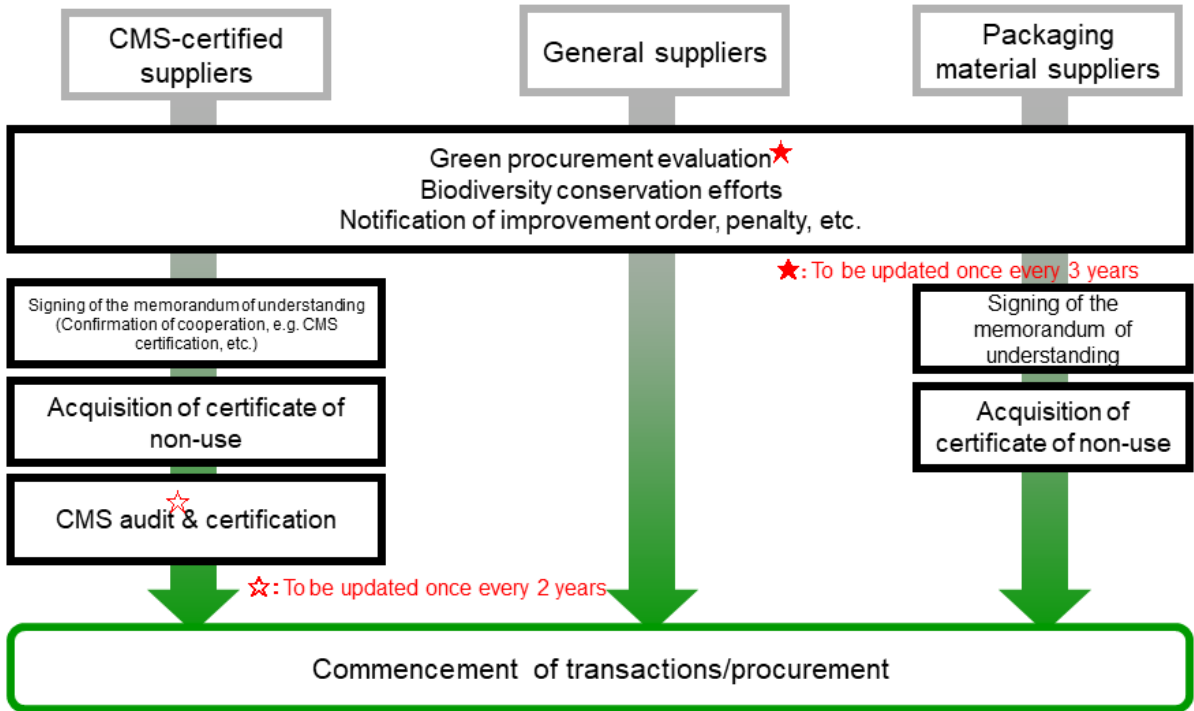 CMS-certified
suppliers
General suppliers
Packaging
material suppliers
Green procurement evaluation★
Biodiversity conservation efforts
Notification of improvement order, penalty, etc.
★: To be updated once every 3 years
Signing of the memorandum of understanding
(Confirmation of cooperation, e.g. CMS
certification, etc.)
Signing of the
memorandum of
understanding
Acquisition of certificate of
non-use
Acquisition of
certificate of non-use
☆
CMS audit & certification
☆: To be updated once every 2 years
Commencement of transactions/procurement